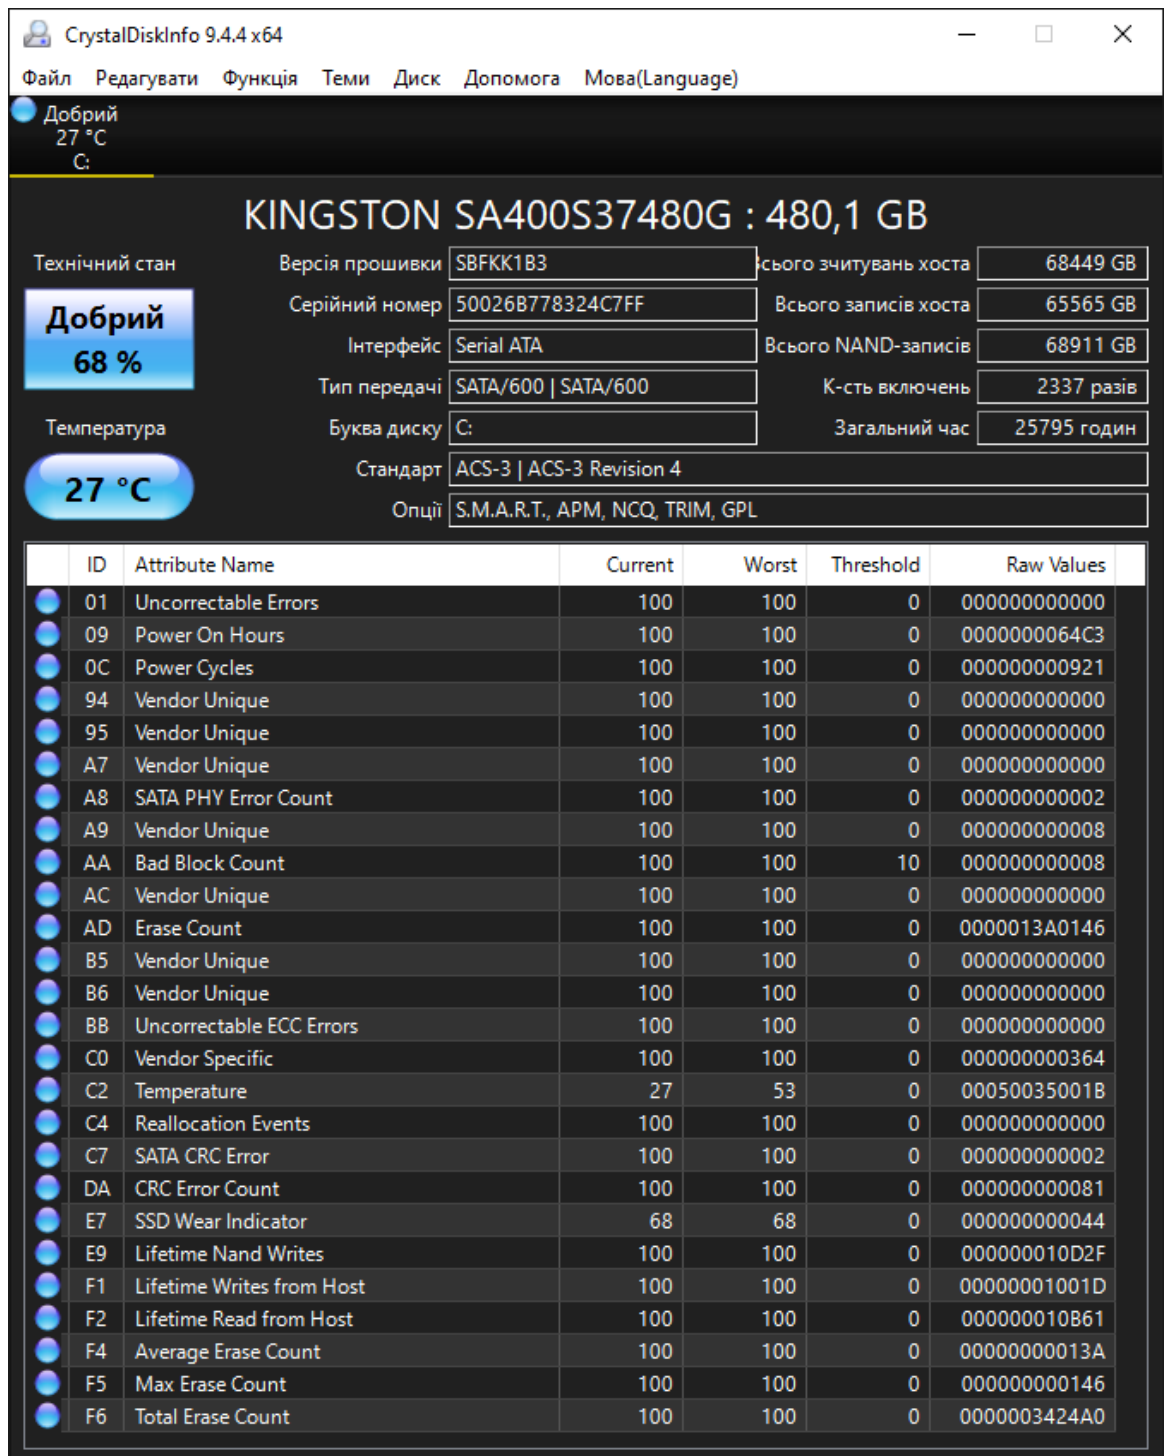 CrystalDiskInfo 9.4.4 x64
Файл Редагувати Функція Теми Диск Допомога Мова(Language)
Добрий
27 °C
C:
KINGSTON SA400S37480G : 480,1 GB
Технічний стан
Добрий
68 %
Температура
27 °C
Версія прошивки SBFKK1B3
Серійний номер 50026B778324C7FF
Інтерфейс Serial ATA
Тип передачі SATA/600 | SATA/600
Буква диску C:
Стандарт ACS-3 | ACS-3 Revision 4
Опції S.M.A.R.T., APM, NCQ, TRIM, GPL
сього зчитувань хоста 68449 GB
Всього записів хоста 65565 GB
Всього NAND-записів 68911 GB
К-сть включень 2337 разів
Загальний час 25795 годин
ID Attribute Name Current Worst Threshold Raw Values
01 Uncorrectable Errors 100 100 0 000000000000
09 Power On Hours 100 100 0 0000000064C3
0C Power Cycles 100 100 0 000000000921
94 Vendor Unique 100 100 0 000000000000
95 Vendor Unique 100 100 0 000000000000
A7 Vendor Unique 100 100 0 000000000000
A8 SATA PHY Error Count 100 100 0 000000000002
A9 Vendor Unique 100 100 0 000000000008
AA Bad Block Count 100 100 10 000000000008
AC Vendor Unique 100 100 0 000000000000
AD Erase Count 100 100 0 0000013A0146
B5 Vendor Unique 100 100 0 000000000000
B6 Vendor Unique 100 100 0 000000000000
BB Uncorrectable ECC Errors 100 100 0 000000000000
C0 Vendor Specific 100 100 0 000000000364
C2 Temperature 27 53 0 00050035001B
C4 Reallocation Events 100 100 0 000000000000
C7 SATA CRC Error 100 100 0 000000000002
DA CRC Error Count 100 100 0 000000000081
E7 SSD Wear Indicator 68 68 0 000000000044
E9 Lifetime Nand Writes 100 100 0 000000010D2F
F1 Lifetime Writes from Host 100 100 0 00000001001D
F2 Lifetime Read from Host 100 100 0 000000010B61
F4 Average Erase Count 100 100 0 00000000013A
F5 Max Erase Count 100 100 0 000000000146
F6 Total Erase Count 100 100 0 0000003424A0